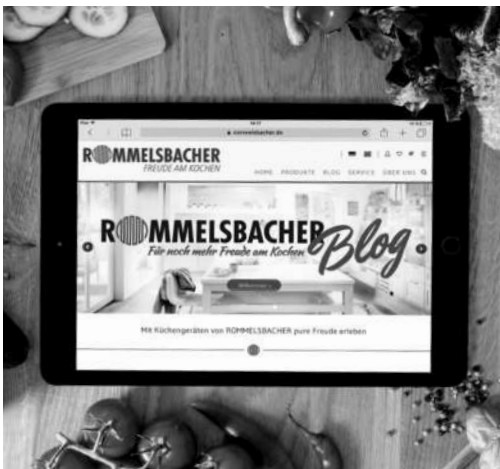 rommelsbacher.de
ROMMELSBACHER
FREUDE AM KOCHEN
HOME PRODUKTE BLOG SERVICE ÜBER UNS
ROMMELSBACHER
Blog
Für noch mehr Freude am Kochen
Mit Küchengeräten von ROMMELSBACHER pure Freude erleben